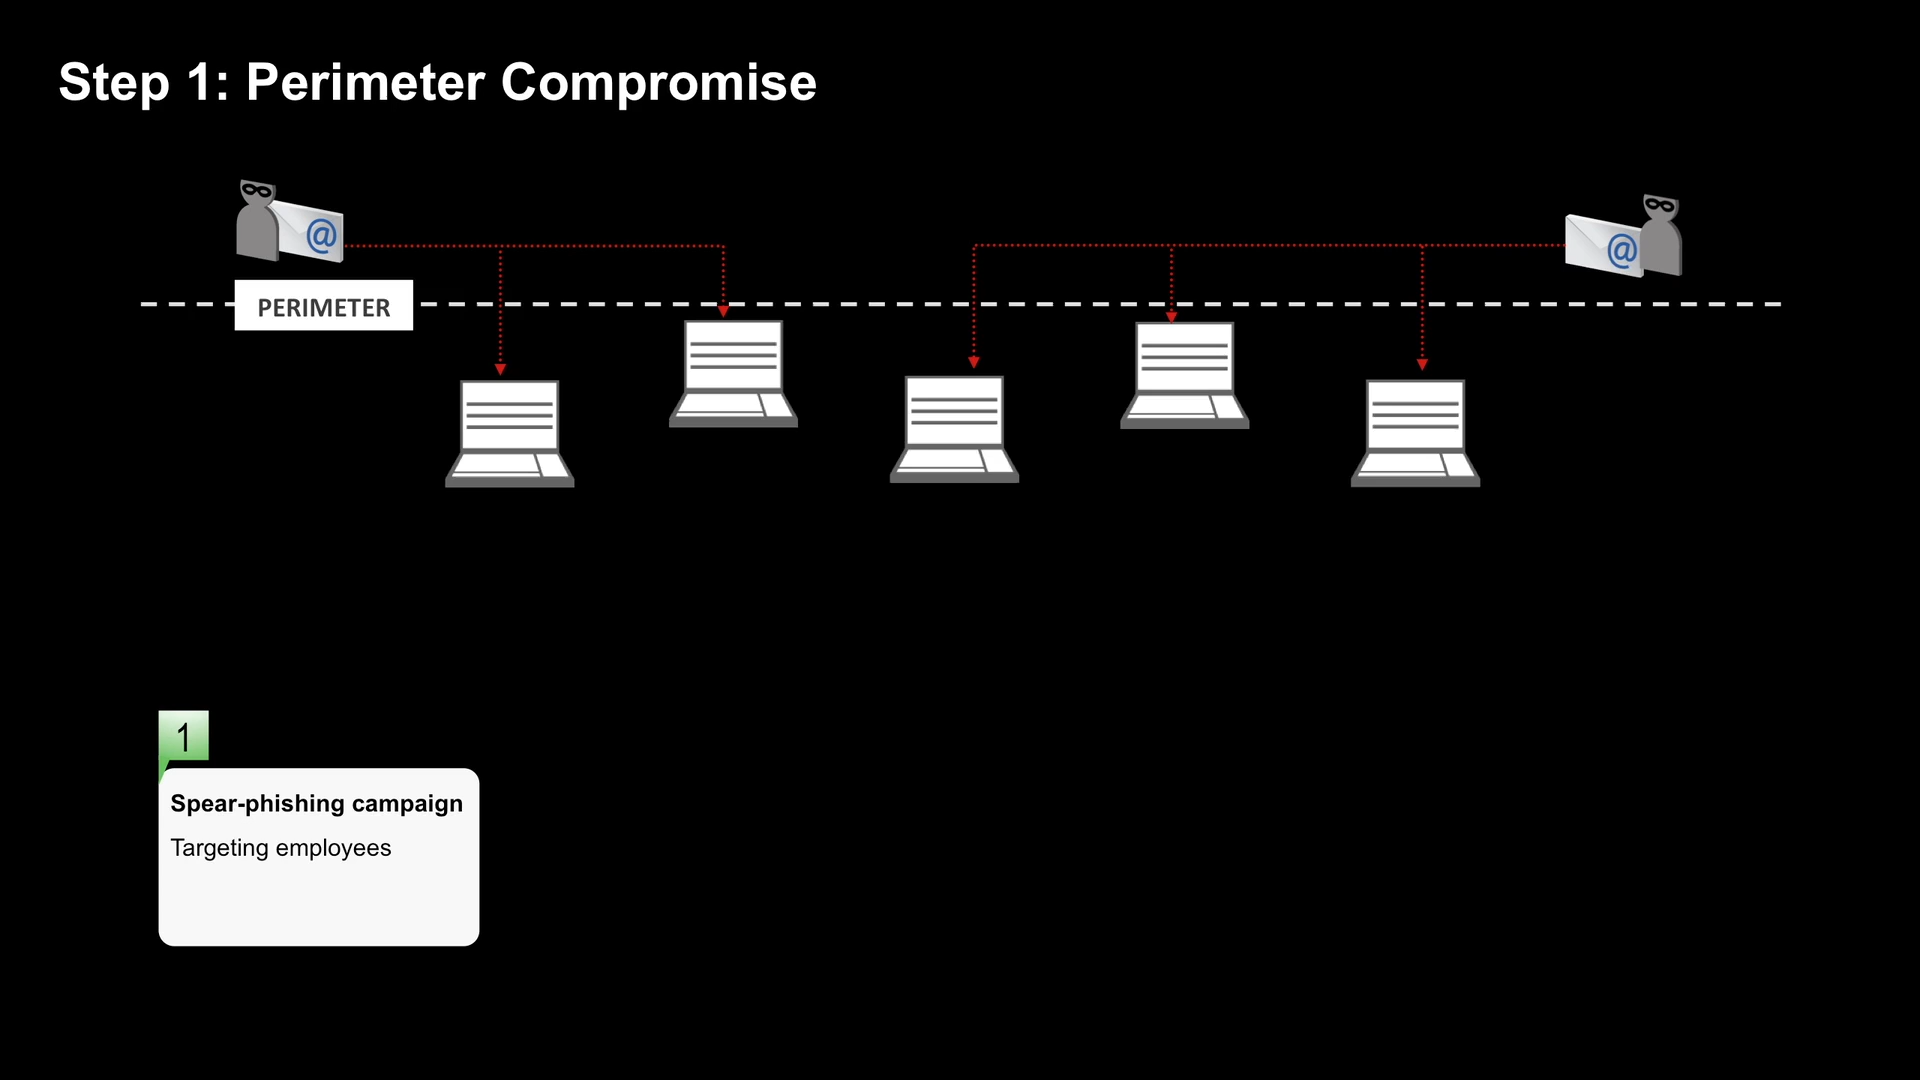 Step 1: Perimeter Compromise
@
@
PERIMETER
1
Spear-phishing campaign
Targeting employees